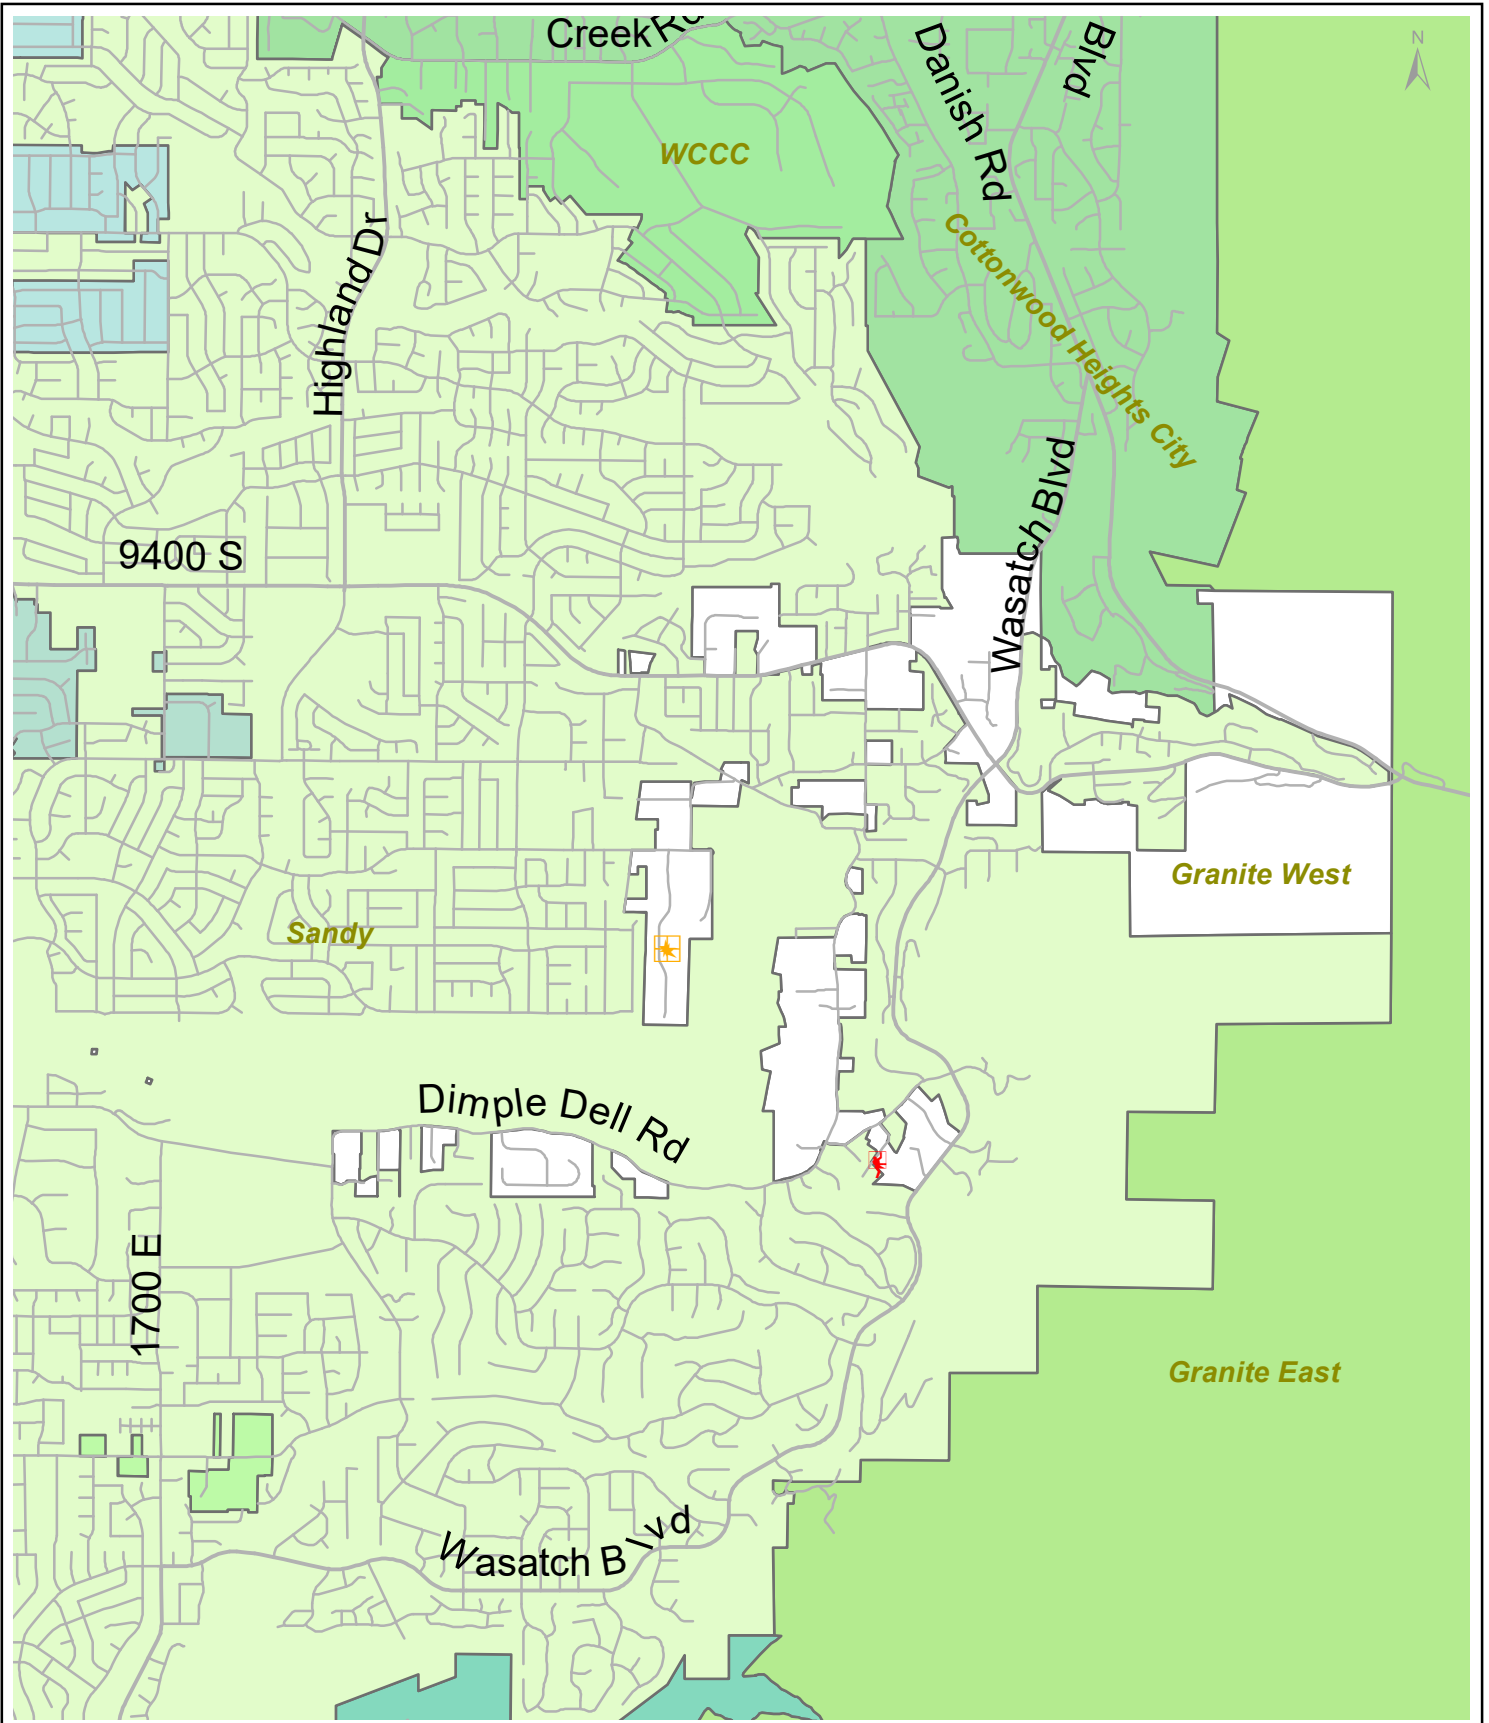 Creek Rd
Danish Rd
Blvd
N
WCCC
Cottonwood Heights City
Highland Dr
Wasatch Blvd
9400 S
Granite West
Sandy
Dimple Dell Rd
1700 E
Granite East
Wasatch Blvd